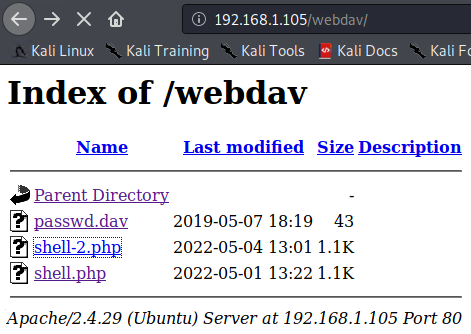 192.168.1.105/webdav/
Kali Linux Kali Training Kali Tools Kali Docs Kali Fo
Index of /webdav
Name Last modified Size Description
Parent Directory -
passwd.dav 2019-05-07 18:19 43
shell-2.php 2022-05-04 13:01 1.1K
shell.php 2022-05-01 13:22 1.1K
Apache/2.4.29 (Ubuntu) Server at 192.168.1.105 Port 80